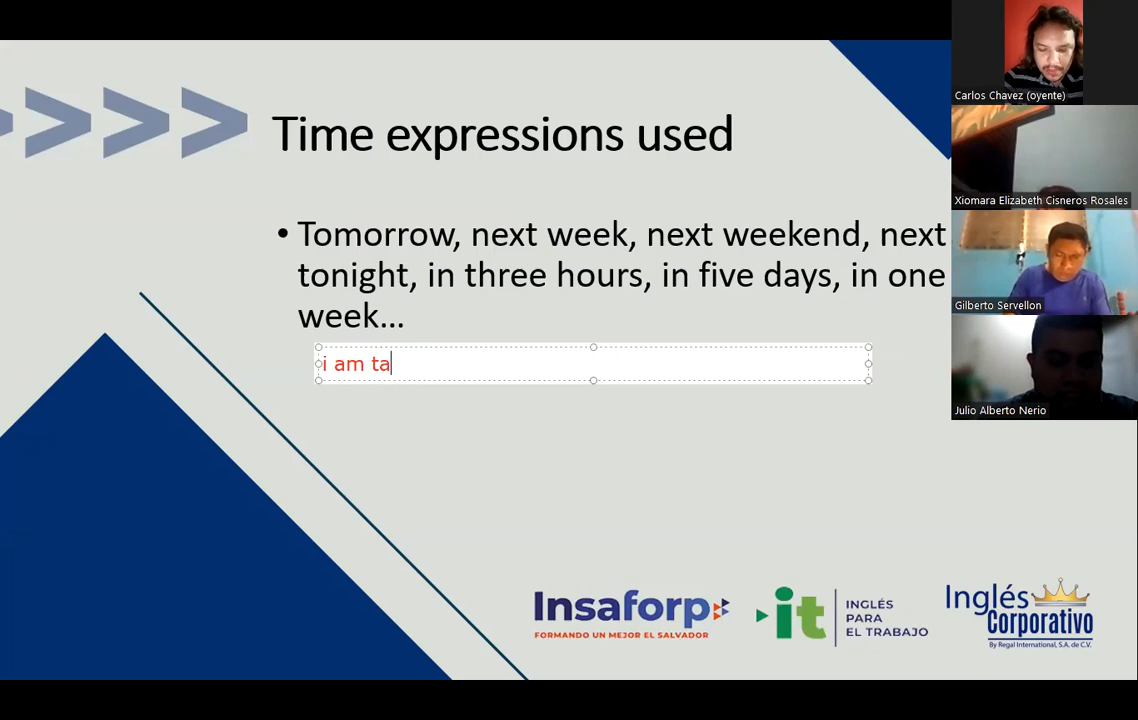 Time expressions used
• Tomorrow, next week, next weekend, next
tonight, in three hours, in five days, in one
week...
i am ta
Carlos Chavez (oyente)
Xiomara Elizabeth Cisneros Rosales
Gilberto Servellon
Julio Alberto Nerio
Insaforp
FORMANDO UN MEJOR EL SALVADOR
it
INGLÉS
PARA
EL TRABAJO
Inglés
Corporativo
By Regal International, S.A. de C.V.